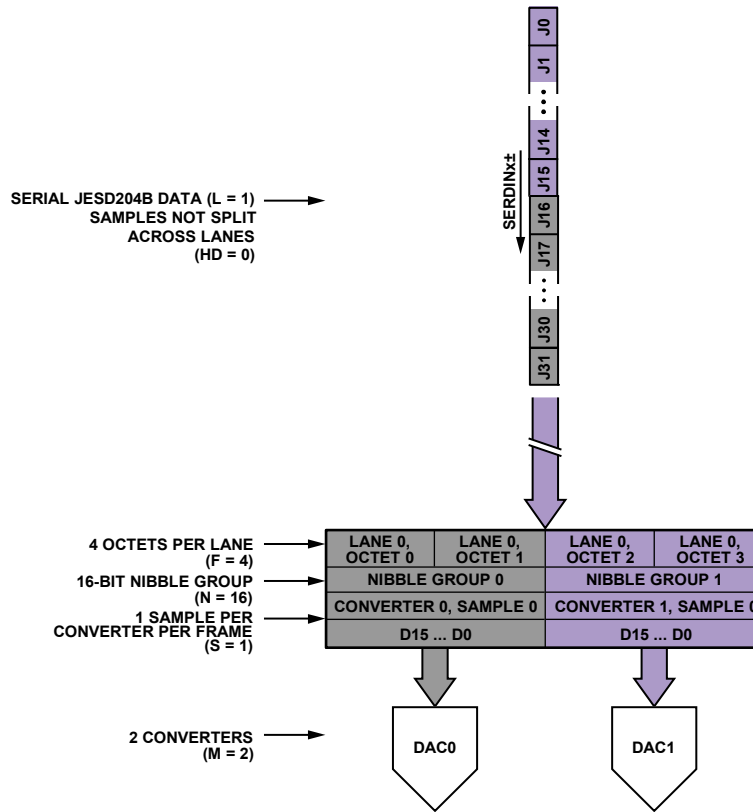 J0
J1
...
J14
J15
J16
J17
...
J30
J31
SERDINx±
SERIAL JESD204B DATA (L = 1)
SAMPLES NOT SPLIT
ACROSS LANES
(HD = 0)
4 OCTETS PER LANE
(F = 4)
LANE 0,
OCTET 0
LANE 0,
OCTET 1
LANE 0,
OCTET 2
LANE 0,
OCTET 3
16-BIT NIBBLE GROUP
(N = 16)
NIBBLE GROUP 0
NIBBLE GROUP 1
1 SAMPLE PER
CONVERTER PER FRAME
(S = 1)
CONVERTER 0, SAMPLE 0
CONVERTER 1, SAMPLE 0
D15 ... D0
D15 ... D0
2 CONVERTERS
(M = 2)
DAC0
DAC1